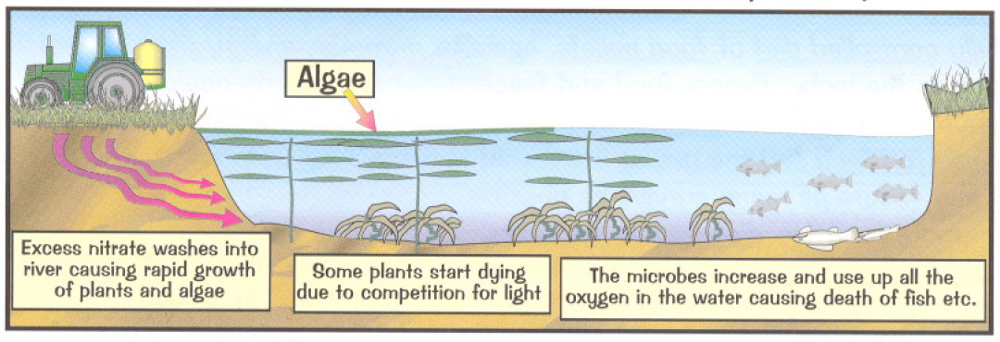 Algae
Excess nitrate washes into
river causing rapid growth
of plants and algae
Some plants start dying
due to competition for light
The microbes increase and use up all the
oxygen in the water causing death of fish etc.